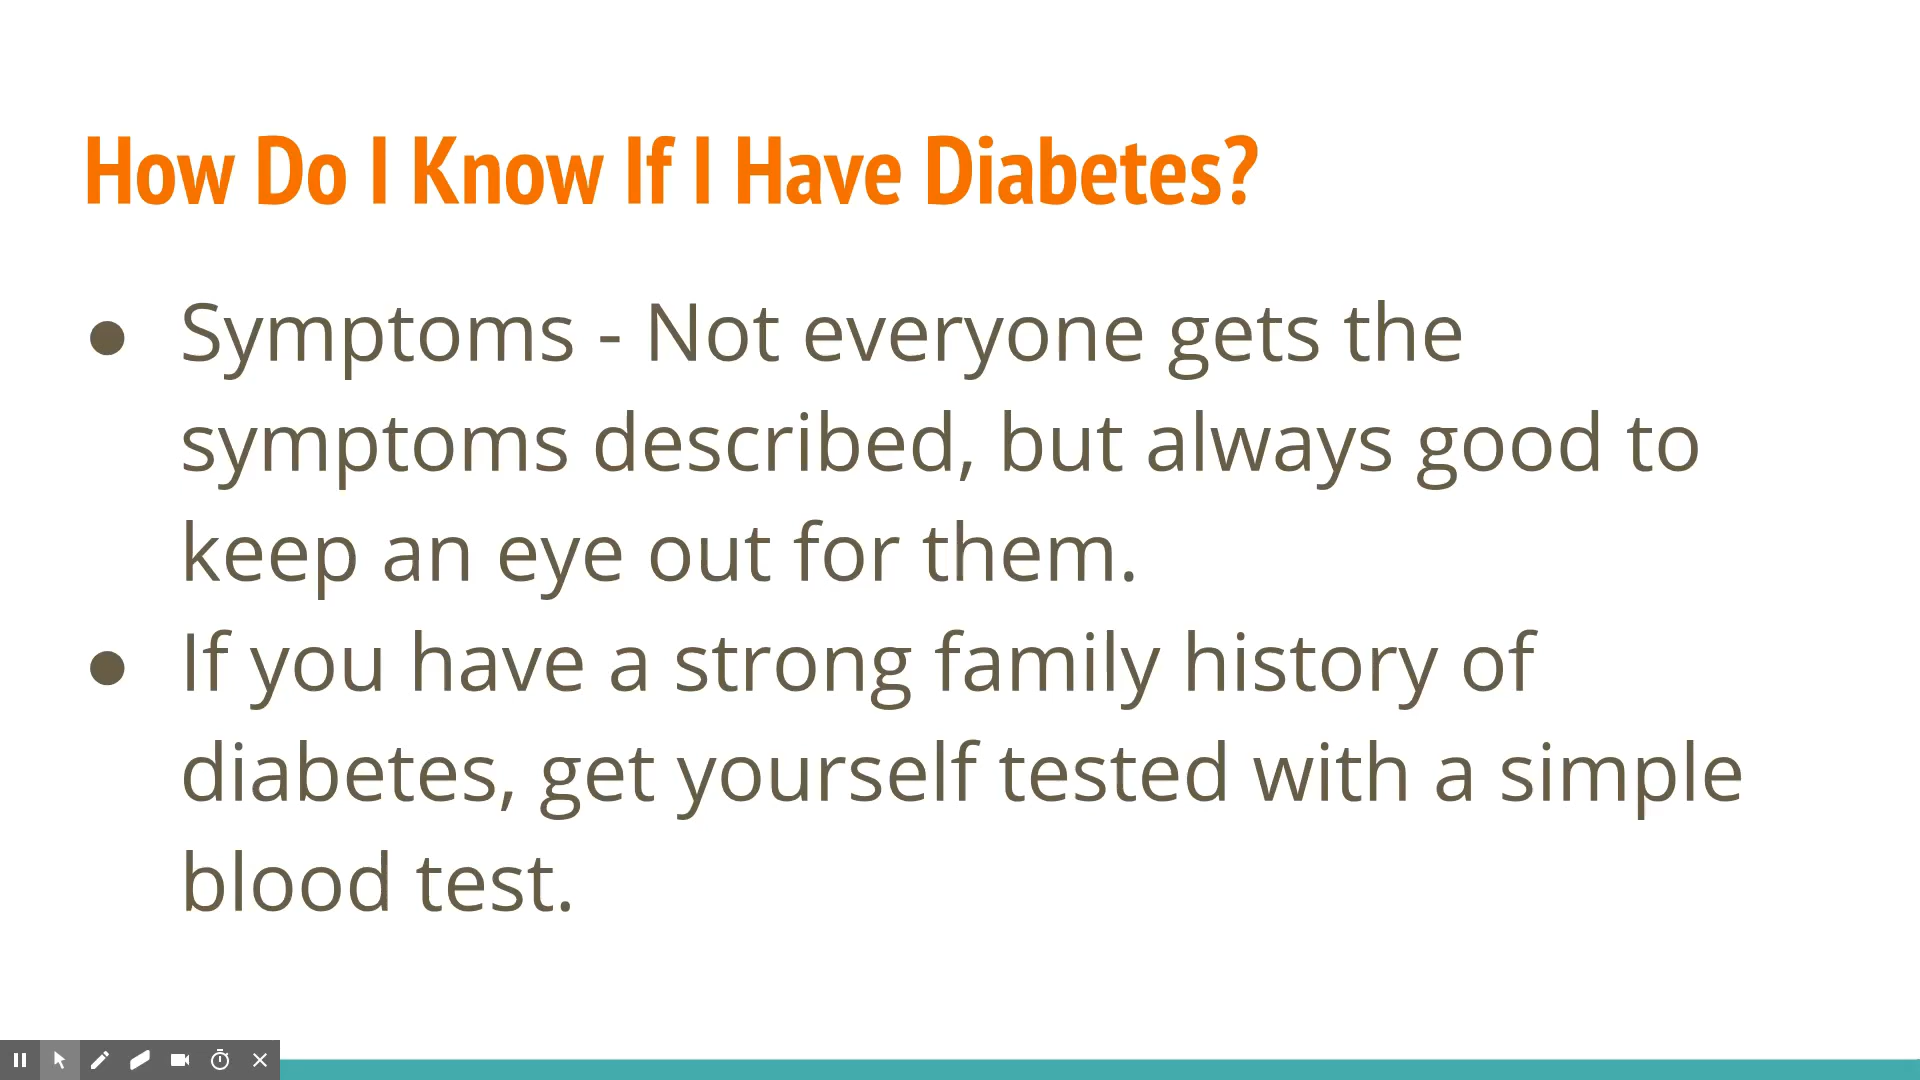 How Do I Know If I Have Diabetes?
● Symptoms - Not everyone gets the
symptoms described, but always good to
keep an eye out for them.
● If you have a strong family history of
diabetes, get yourself tested with a simple
blood test.